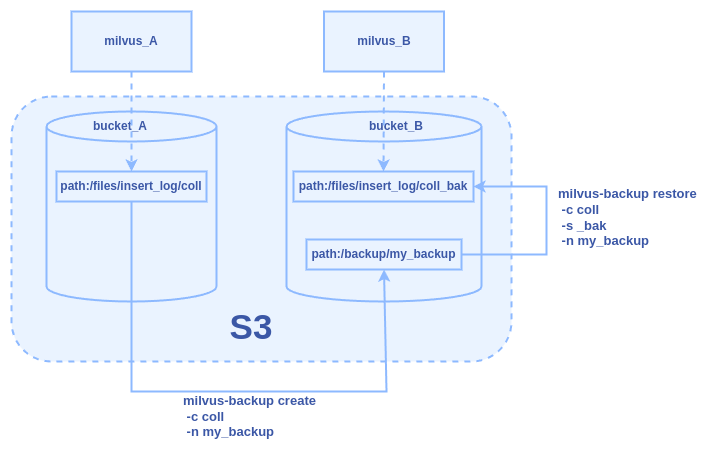 milvus_A
milvus_B
bucket_A
bucket_B
path:/files/insert_log/coll
path:/files/insert_log/coll_bak
milvus-backup restore
-c coll
-s _bak
-n my_backup
path:/backup/my_backup
S3
milvus-backup create
-c coll
-n my_backup